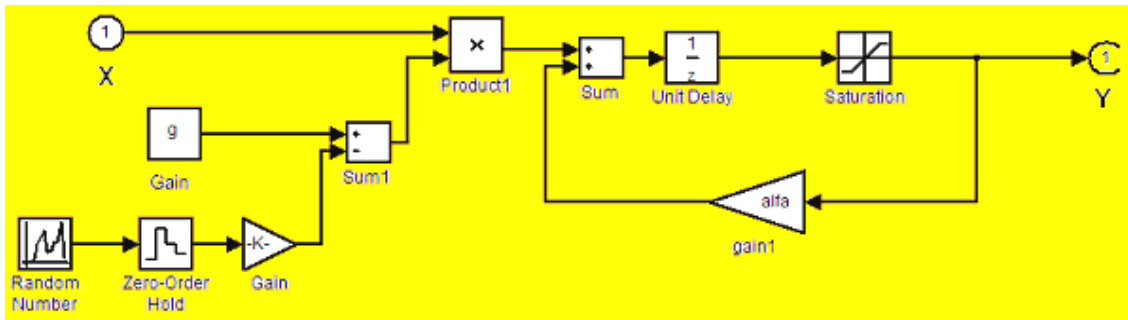 1
X
×
Product1
+
+
Sum
1
z
Unit Delay
Saturation
1
Y
g
Gain
+
-
Sum1
alfa
gain1
Random
Number
Zero-Order
Hold
-K-
Gain